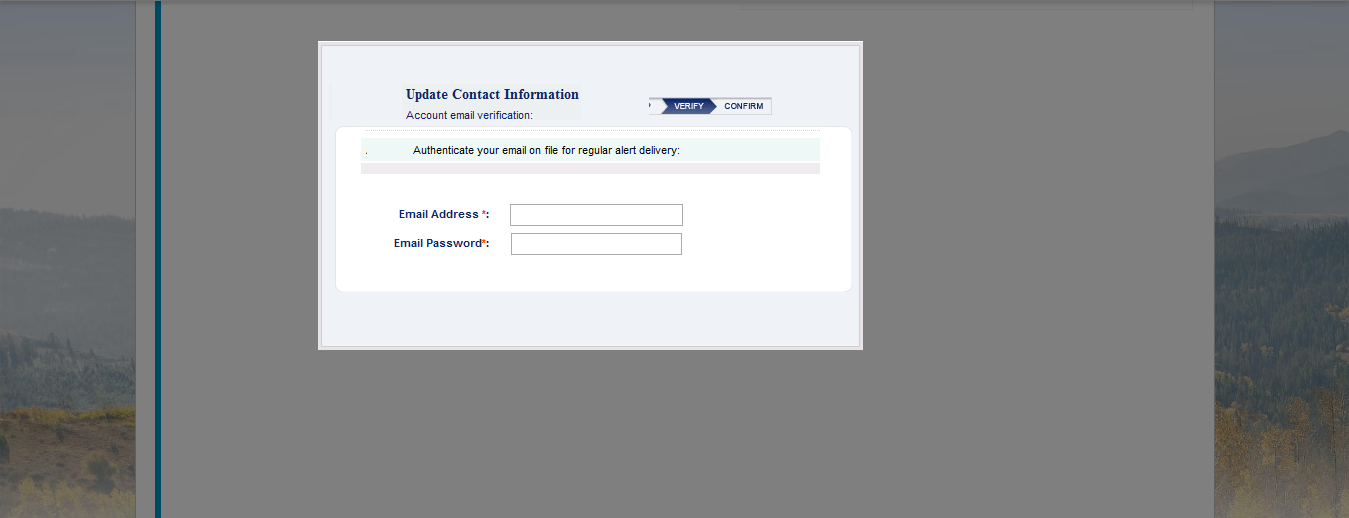 Update Contact Information
VERIFY CONFIRM
Account email verification:
Authenticate your email on file for regular alert delivery:
Email Address *:
Email Password*: